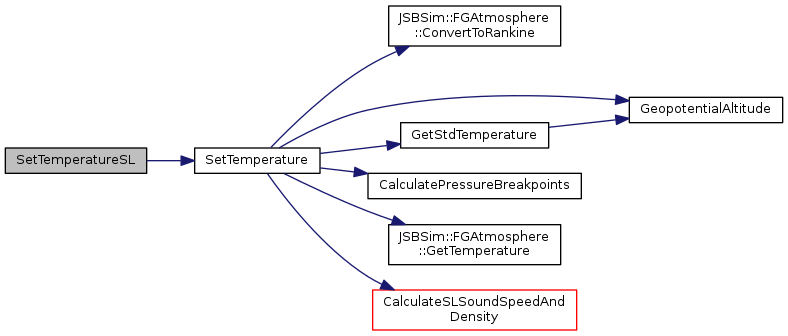 JSBSim::FGAtmosphere
::ConvertToRankine
GeopotentialAltitude
GetStdTemperature
SetTemperatureSL
SetTemperature
CalculatePressureBreakpoints
JSBSim::FGAtmosphere
::GetTemperature
CalculateSLSoundSpeedAnd
Density